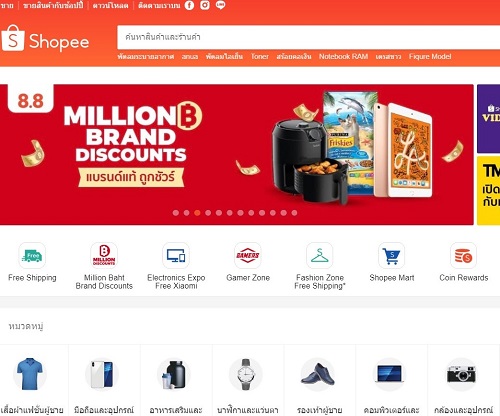 ขาย | ขายสินค้ากับช้อปปี้ | ดาวน์โหลด | ติดตามเราบน
Shopee
ค้นหาสินค้าและร้านค้า
พัดลมระบายอากาศ Toner สร้อยคอเงิน Notebook RAM เดรสขาว Figure Model
8.8
MILLION฿
BRAND
DISCOUNTS
แบรนด์แท้ ถูกชัวร์
PURINA
Friskies
VID
TM
เปิด
Free Shipping
Million Baht
Brand Discounts
Electronics Expo
Free Xiaomi
GAMERS
Gamer Zone
Fashion Zone
Free Shipping*
Shopee Mart
Coin Rewards
หมวดหมู่
เสื้อผ้าแฟชั่นผู้ชาย
มือถือและอุปกรณ์
อาหารเสริมและ
นาฬิกาและแว่นตา
รองเท้าผู้ชาย
คอมพิวเตอร์และ
กล้องและอุปกรณ์